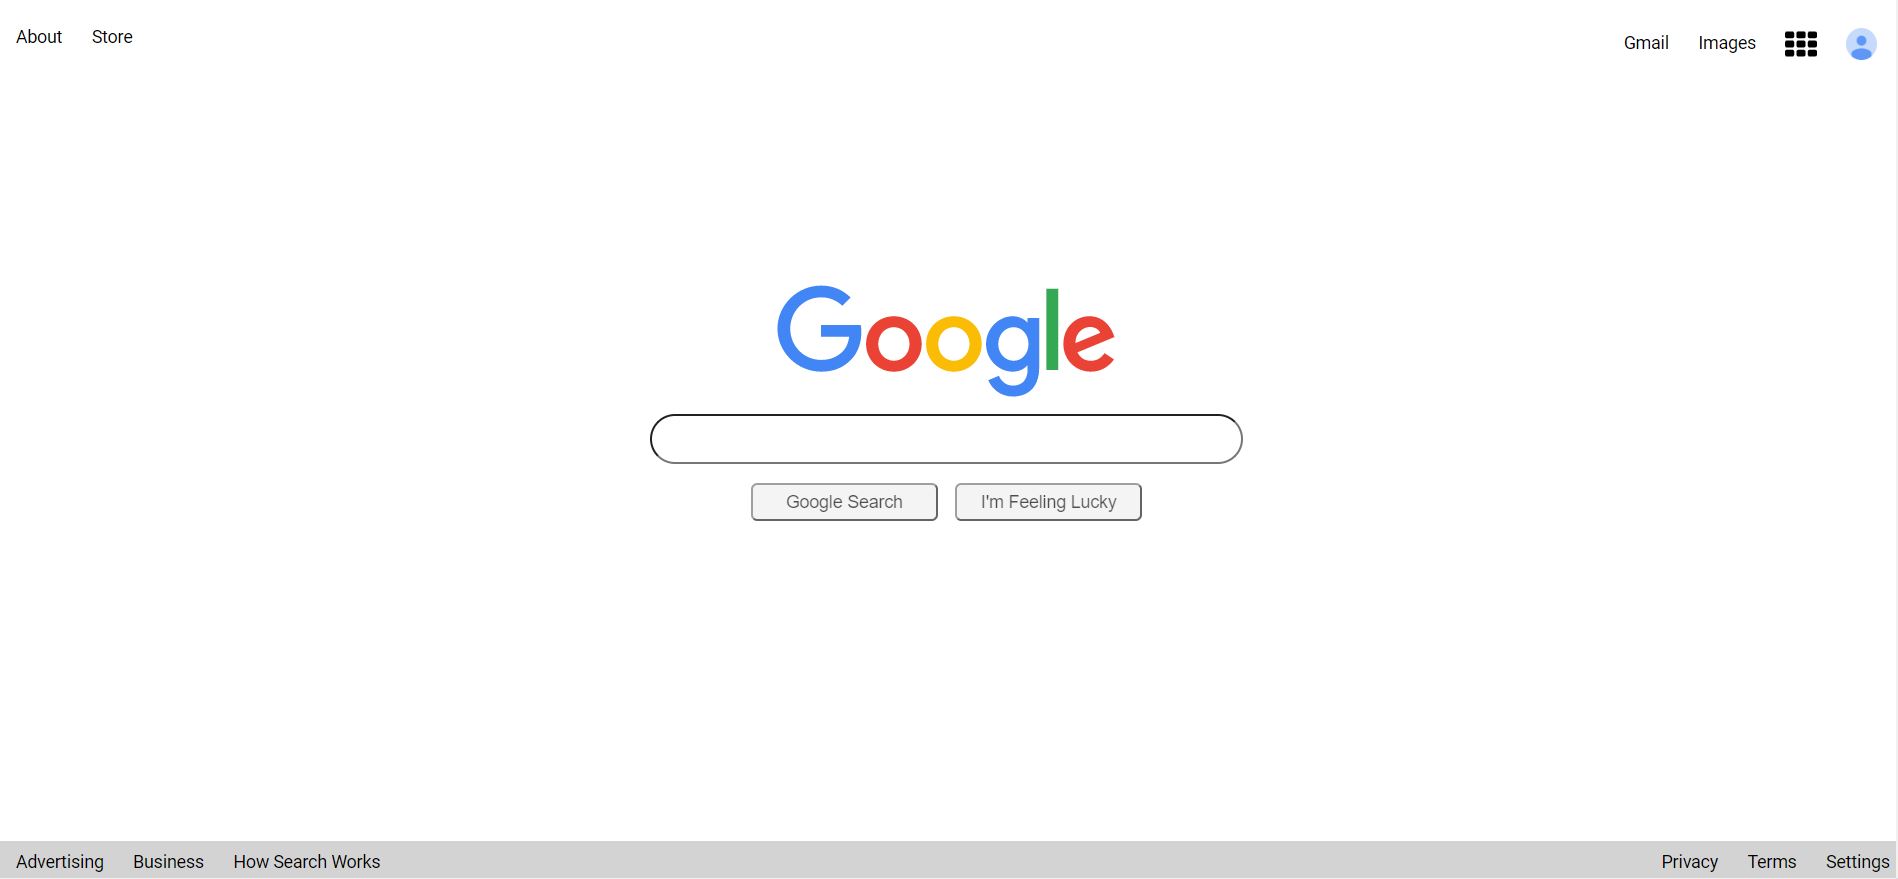 About Store
Gmail Images
Google
Google Search I'm Feeling Lucky
Advertising Business How Search Works
Privacy Terms Settings